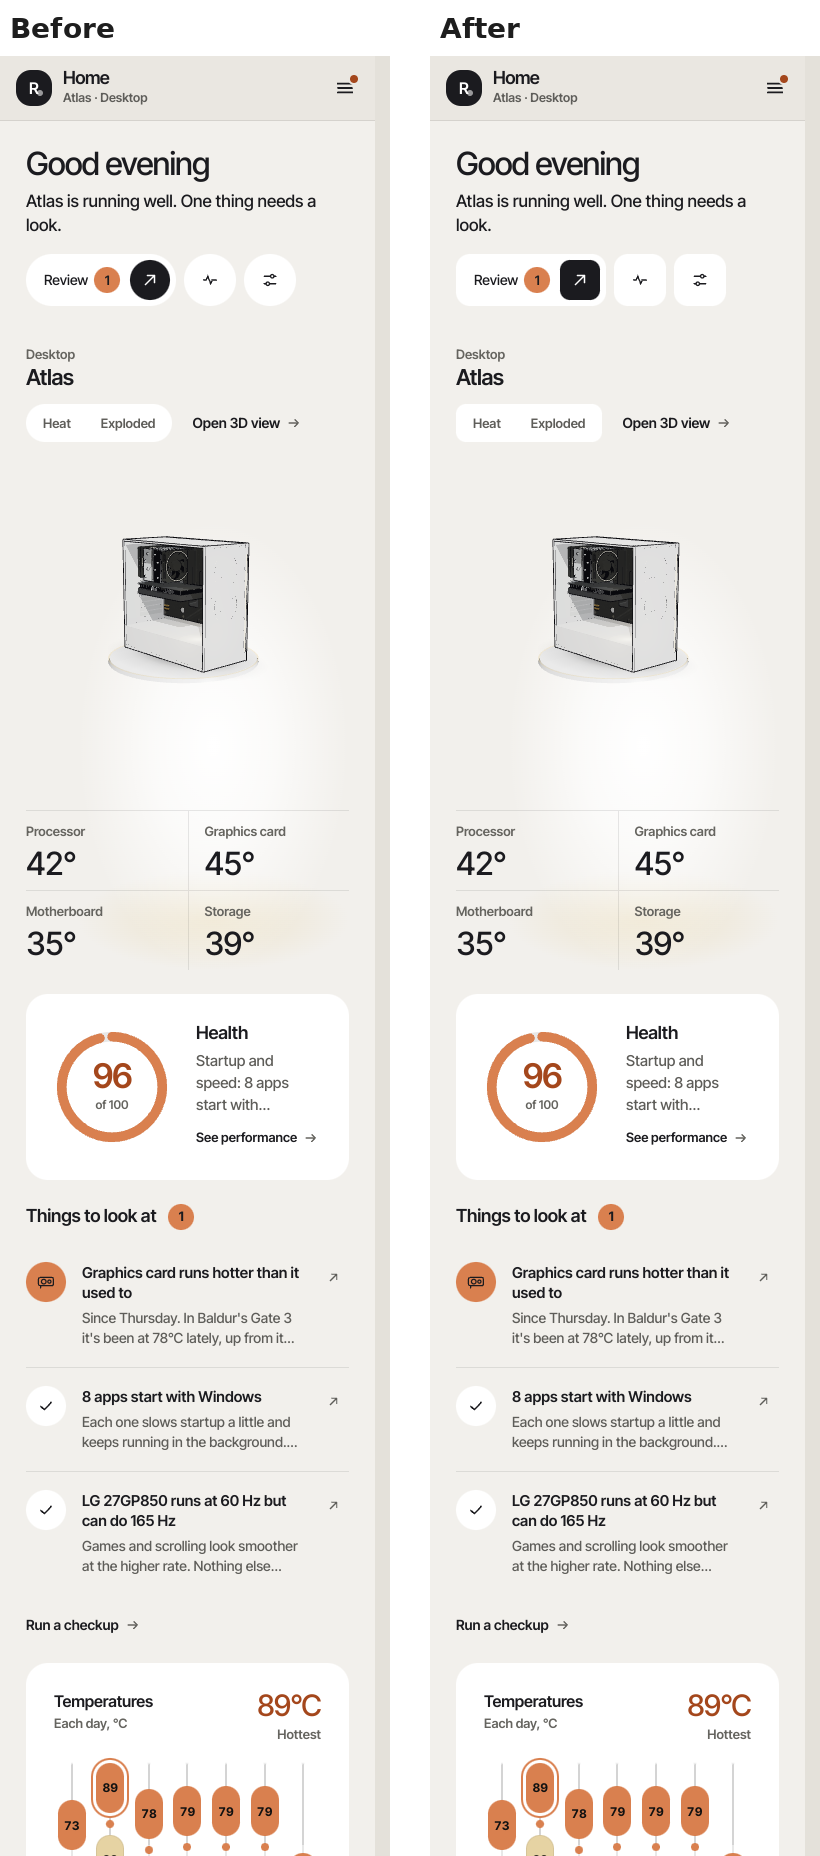 Before
R
Home
Atlas · Desktop
Good evening
Atlas is running well. One thing needs a
look.
Review 1
Desktop
Atlas
Heat Exploded Open 3D view →
Processor
42°
Graphics card
45°
Motherboard
35°
Storage
39°
96
of 100
Health
Startup and
speed: 8 apps
start with...
See performance →
Things to look at 1
Graphics card runs hotter than it
used to
Since Thursday. In Baldur's Gate 3
it's been at 78°C lately, up from it...
8 apps start with Windows
Each one slows startup a little and
keeps running in the background....
LG 27GP850 runs at 60 Hz but
can do 165 Hz
Games and scrolling look smoother
at the higher rate. Nothing else...
Run a checkup →
Temperatures
Each day, °C
89°C
Hottest
73 89 78 79 79 79
After
R
Home
Atlas · Desktop
Good evening
Atlas is running well. One thing needs a
look.
Review 1
Desktop
Atlas
Heat Exploded Open 3D view →
Processor
42°
Graphics card
45°
Motherboard
35°
Storage
39°
96
of 100
Health
Startup and
speed: 8 apps
start with...
See performance →
Things to look at 1
Graphics card runs hotter than it
used to
Since Thursday. In Baldur's Gate 3
it's been at 78°C lately, up from it...
8 apps start with Windows
Each one slows startup a little and
keeps running in the background....
LG 27GP850 runs at 60 Hz but
can do 165 Hz
Games and scrolling look smoother
at the higher rate. Nothing else...
Run a checkup →
Temperatures
Each day, °C
89°C
Hottest
73 89 78 79 79 79